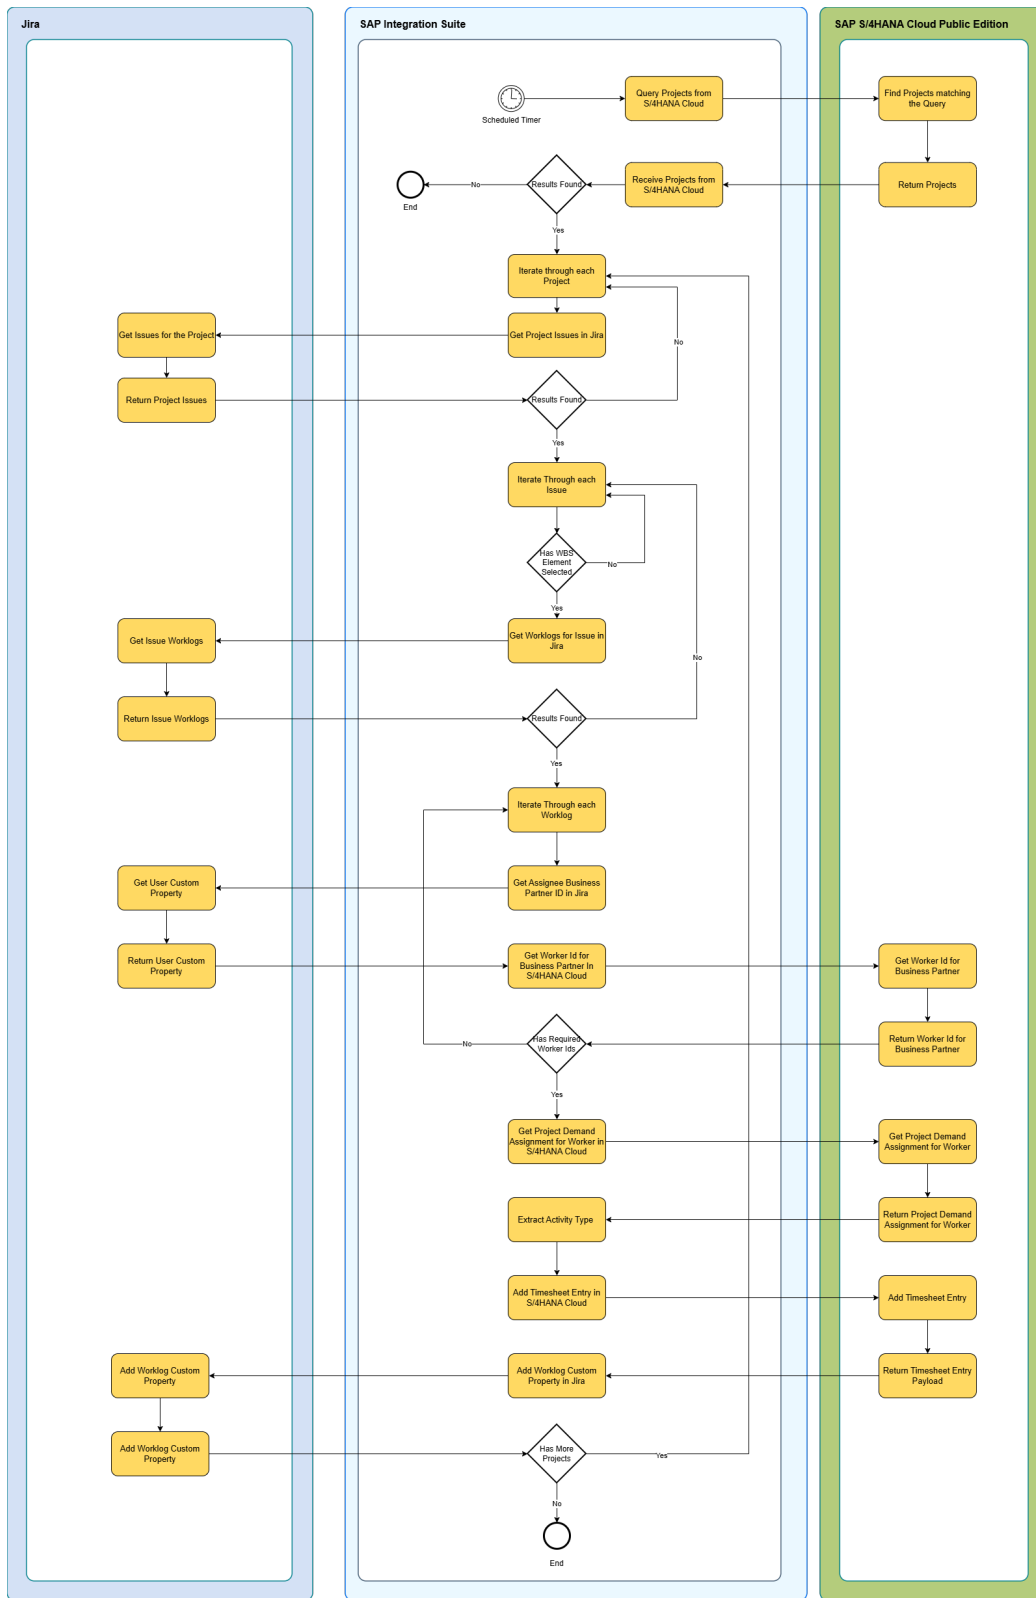 Jira
SAP Integration Suite
SAP S/4HANA Cloud Public Edition
Scheduled Timer
Query Projects from
S/4HANA Cloud
Find Projects matching
the Query
End
No
Results Found
Receive Projects from
S/4HANA Cloud
Return Projects
Yes
Iterate through each
Project
Get Issues for the Project
Get Project Issues in Jira
No
Return Project Issues
Results Found
Yes
Iterate Through each
Issue
Has WBS
Element
Selected
No
Yes
Get Issue Worklogs
Get Worklogs for Issue in
Jira
No
Return Issue Worklogs
Results Found
Yes
Iterate Through each
Worklog
Get User Custom
Property
Get Assignee Business
Partner ID in Jira
Return User Custom
Property
Get Worker Id for
Business Partner In
S/4HANA Cloud
Get Worker Id for
Business Partner
No
Has Required
Worker Ids
Return Worker Id for
Business Partner
Yes
Get Project Demand
Assignment for Worker in
S/4HANA Cloud
Get Project Demand
Assignment for Worker
Extract Activity Type
Return Project Demand
Assignment for Worker
Add Timesheet Entry in
S/4HANA Cloud
Add Timesheet Entry
Add Worklog Custom
Property
Add Worklog Custom
Property in Jira
Return Timesheet Entry
Payload
Add Worklog Custom
Property
Has More
Projects
Yes
No
End